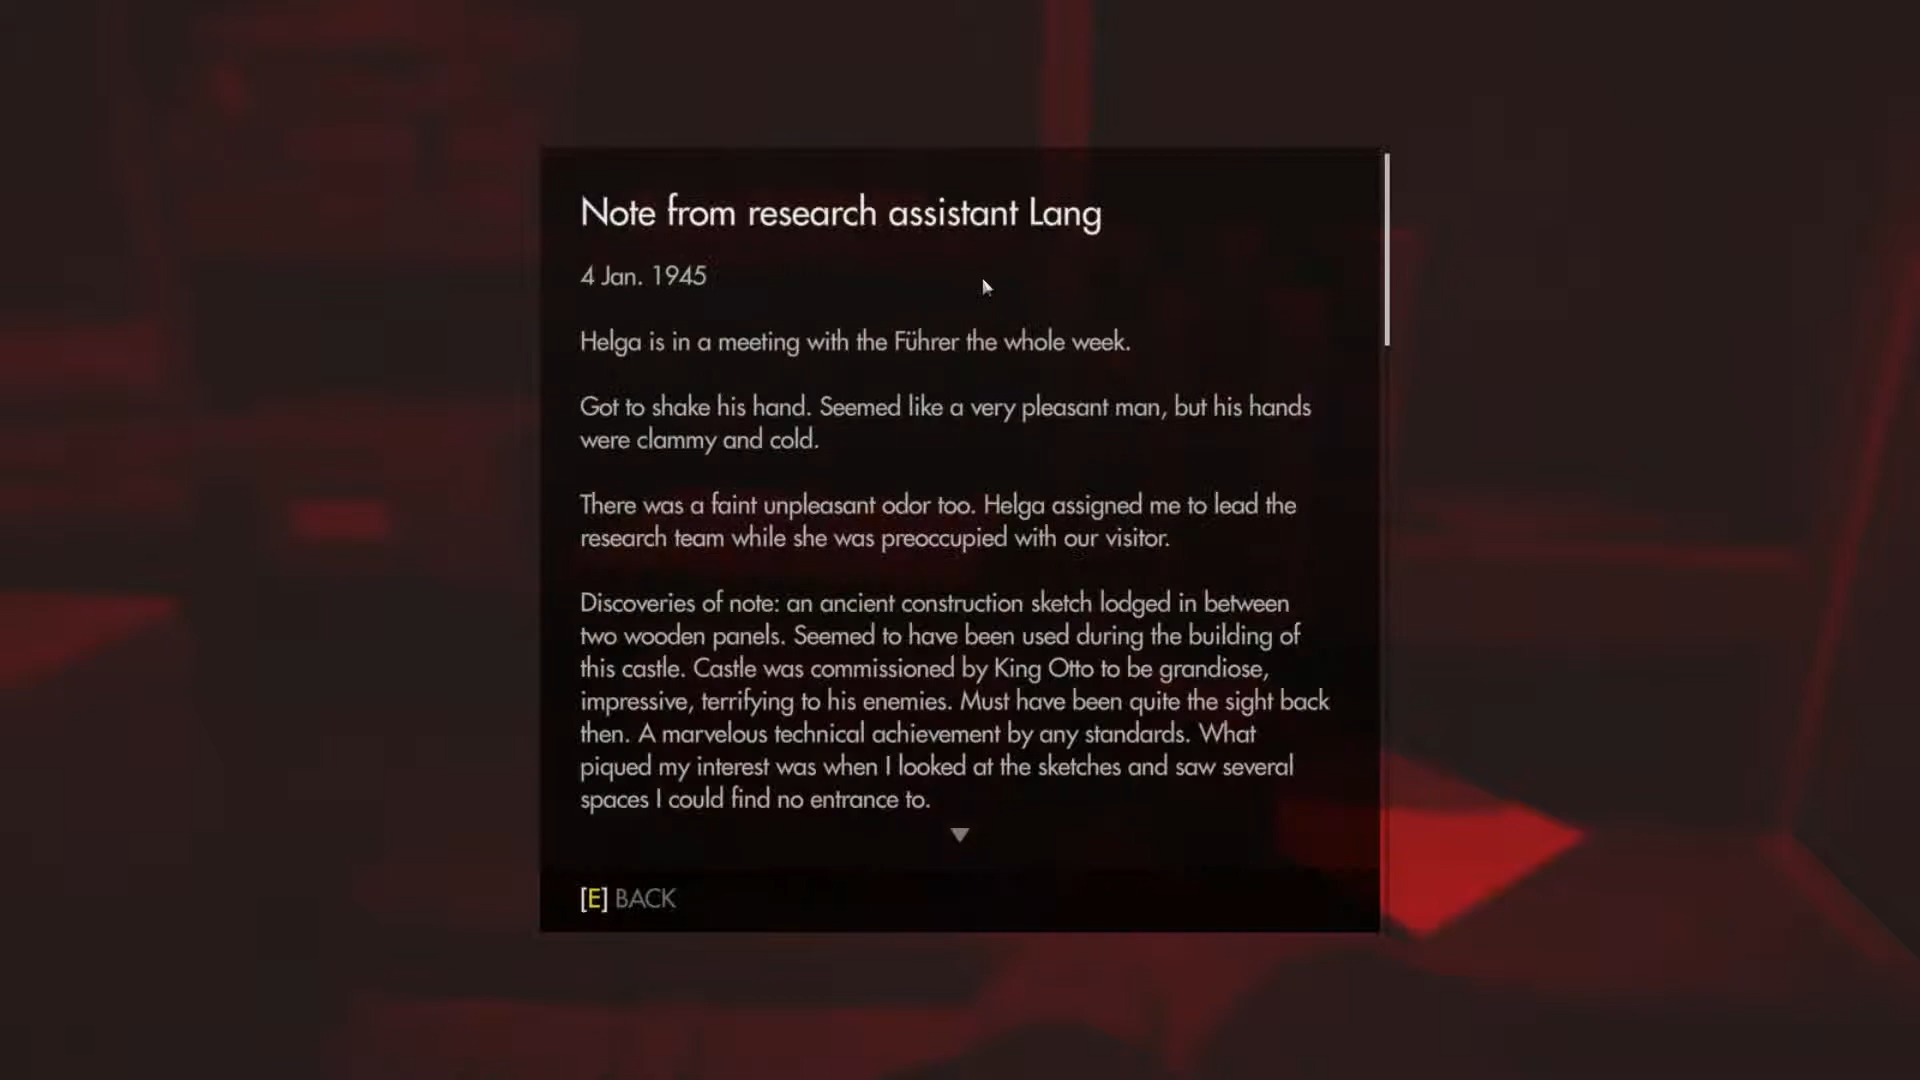 Note from research assistant Lang
4 Jan. 1945
Helga is in a meeting with the Führer the whole week.
Got to shake his hand. Seemed like a very pleasant man, but his hands
were clammy and cold.
There was a faint unpleasant odor too. Helga assigned me to lead the
research team while she was preoccupied with our visitor.
Discoveries of note: an ancient construction sketch lodged in between
two wooden panels. Seemed to have been used during the building of
this castle. Castle was commissioned by King Otto to be grandiose,
impressive, terrifying to his enemies. Must have been quite the sight back
then. A marvelous technical achievement by any standards. What
piqued my interest was when I looked at the sketches and saw several
spaces I could find no entrance to.
[E] BACK